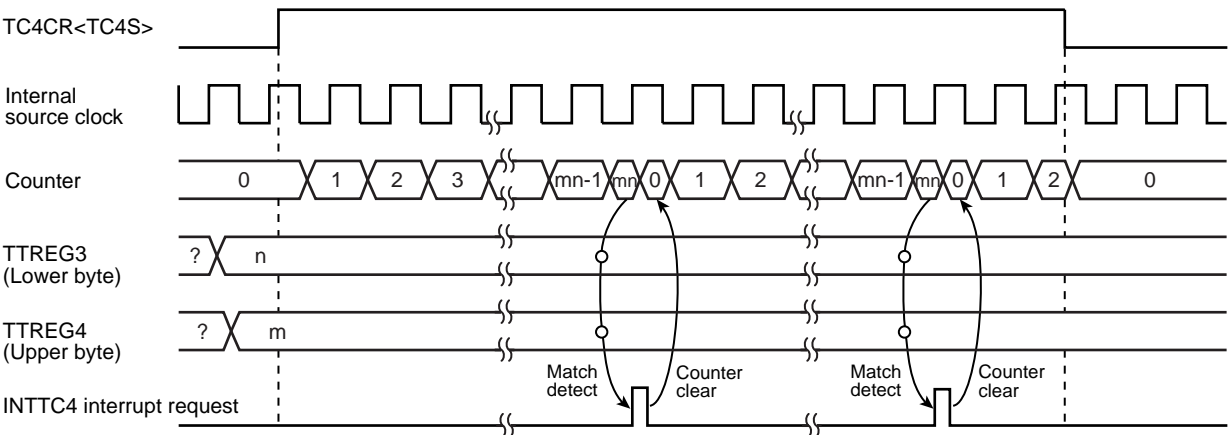 TC4CR<TC4S>
Internal
source clock
Counter
0 1 2 3 mn-1 mn 0 1 2 mn-1 mn 0 1 2 0
TTREG3
(Lower byte)
? n
TTREG4
(Upper byte)
? m
Match
detect
Counter
clear
Match
detect
Counter
clear
INTTC4 interrupt request